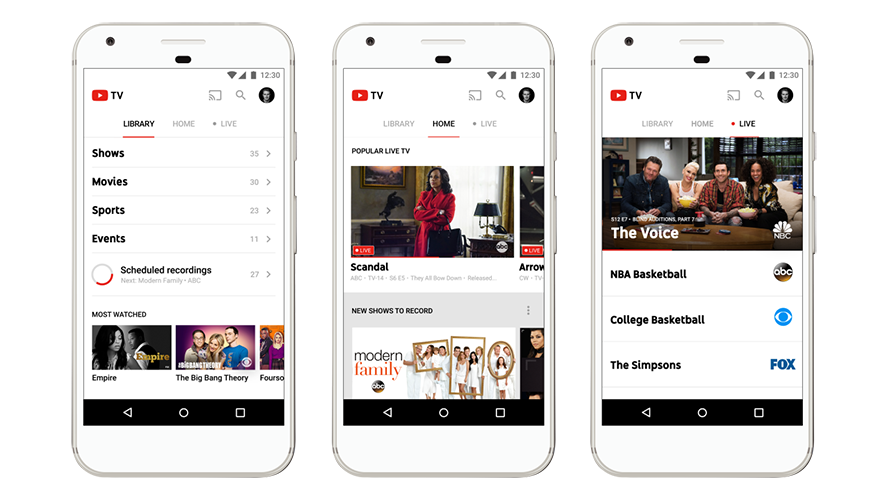 12:30
TV
LIBRARY HOME • LIVE
Shows 35
Movies 30
Sports 23
Events 11
Scheduled recordings 27
Next: Modern Family • ABC
MOST WATCHED
Empire
#BIGBANGTHEORY
Empire The Big Bang Theory Fourso
12:30
TV
LIBRARY HOME • LIVE
POPULAR LIVE TV
LIVE abc LIVE
Scandal Arrow
ABC • TV-14 • S6 E5 • They All Bow Down • Released... CW • TV
NEW SHOWS TO RECORD
modern
family
abc
12:30
TV
LIBRARY HOME • LIVE
S12 E7 • BLIND AUDITIONS, PART 7
The Voice
NBC
NBA Basketball abc
College Basketball
The Simpsons FOX